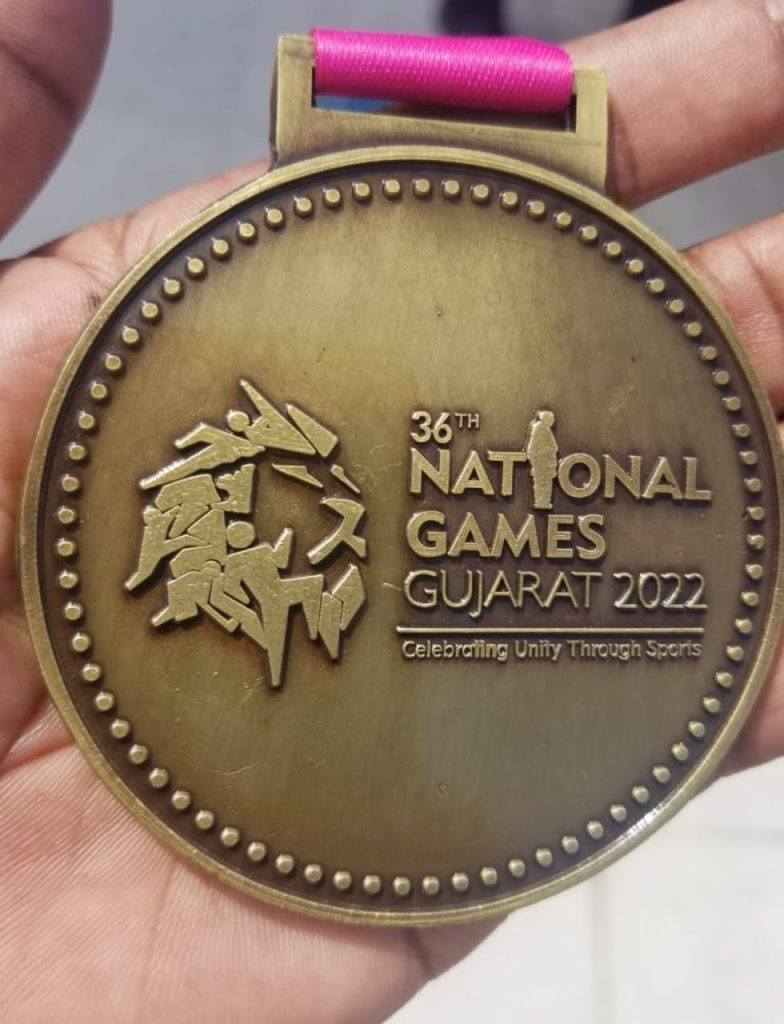 36TH
NATIONAL
GAMES
GUJARAT 2022
Celebrating Unity Through Sports